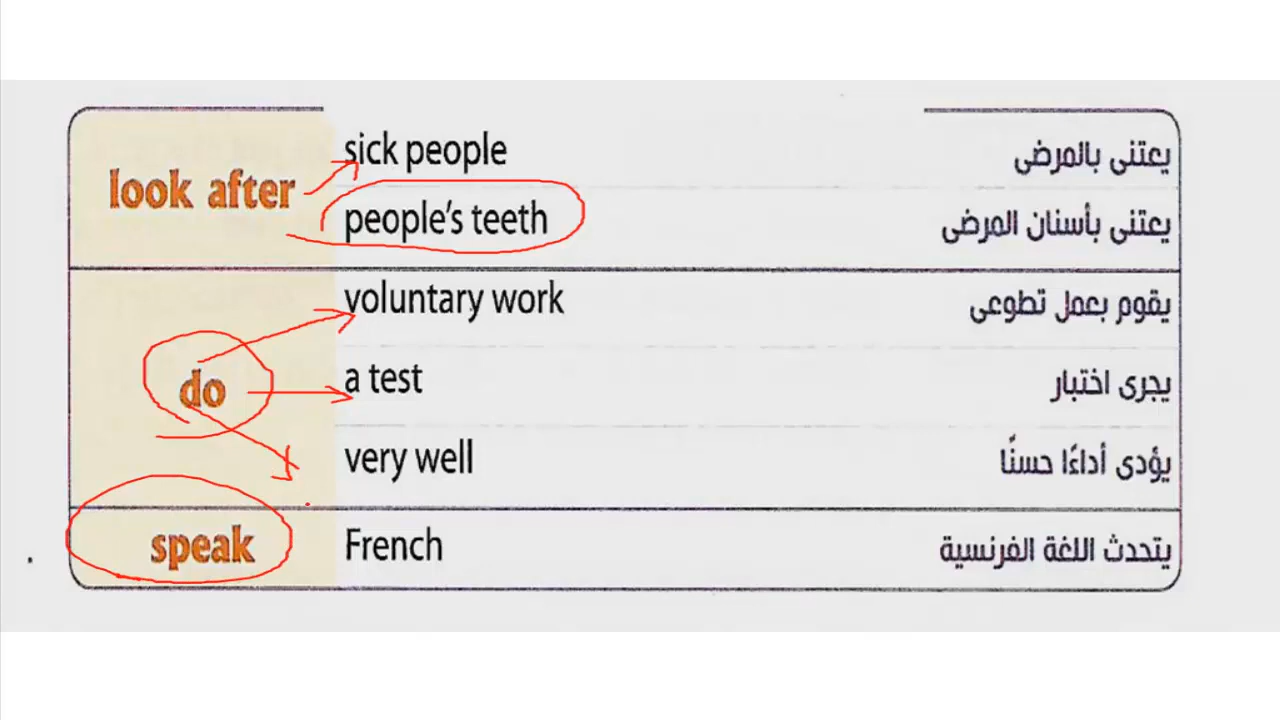 look after
sick people يعتنى بالمرضى
people's teeth يعتنى بأسنان المرضى
do
voluntary work يقوم بعمل تطوعى
a test يجرى اختبار
very well يؤدى أداءًا حسنًا
speak French يتحدث اللغة الفرنسية